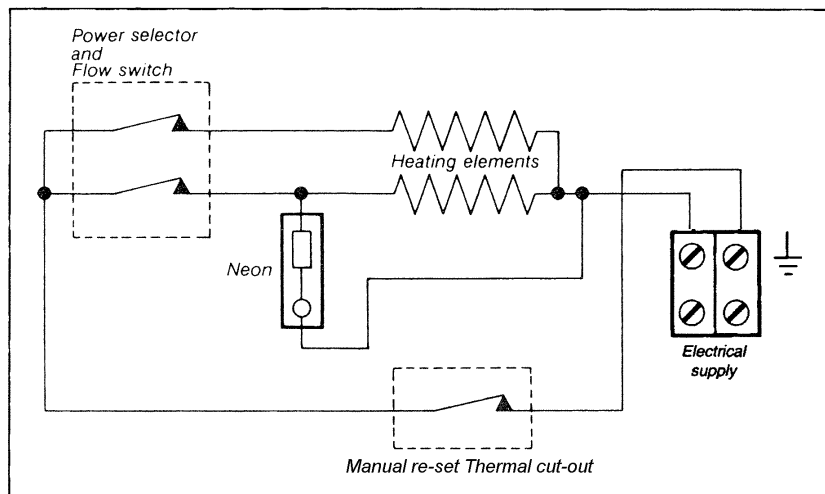 Power selector
and
Flow switch
Heating elements
Neon
Electrical
supply
Manual re-set Thermal cut-out